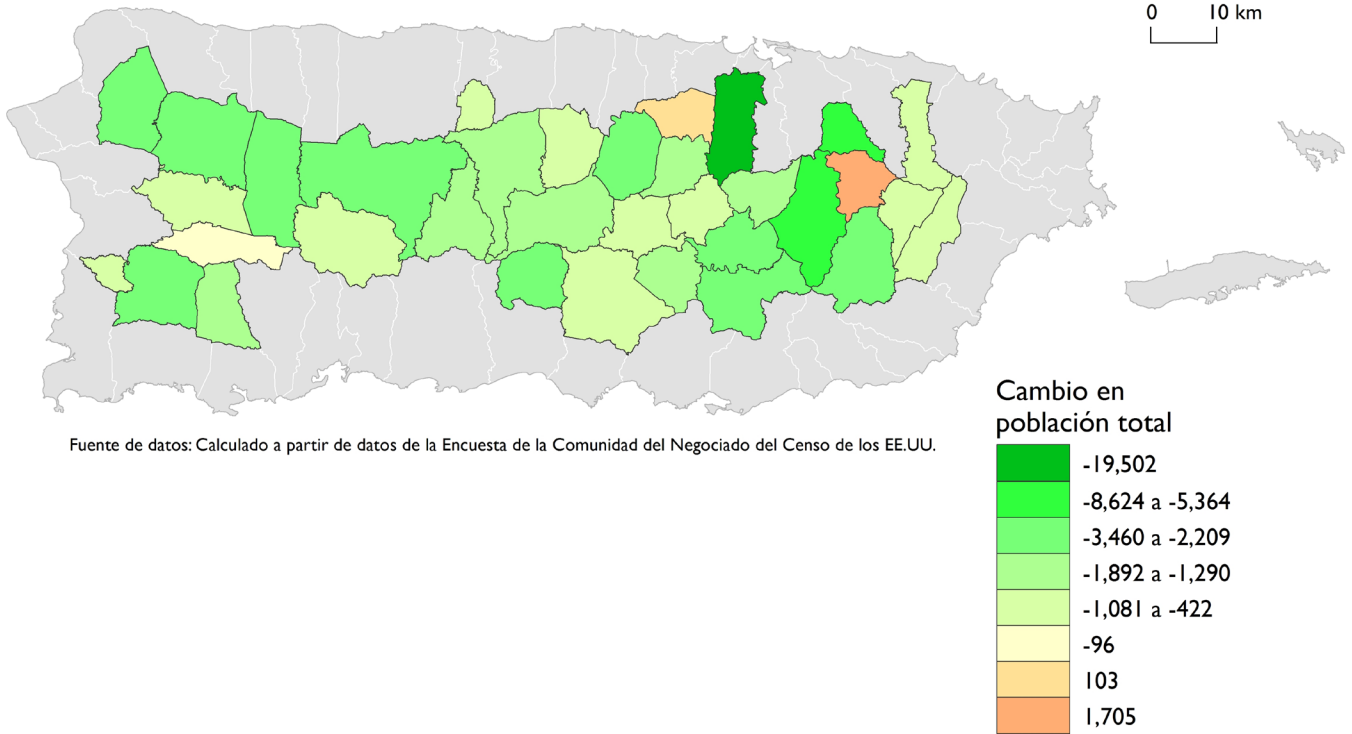 0 10 km
Fuente de datos: Calculado a partir de datos de la Encuesta de la Comunidad del Negociado del Censo de los EE.UU.
Cambio en
población total
-19,502
-8,624 a -5,364
-3,460 a -2,209
-1,892 a -1,290
-1,081 a -422
-96
103
1,705